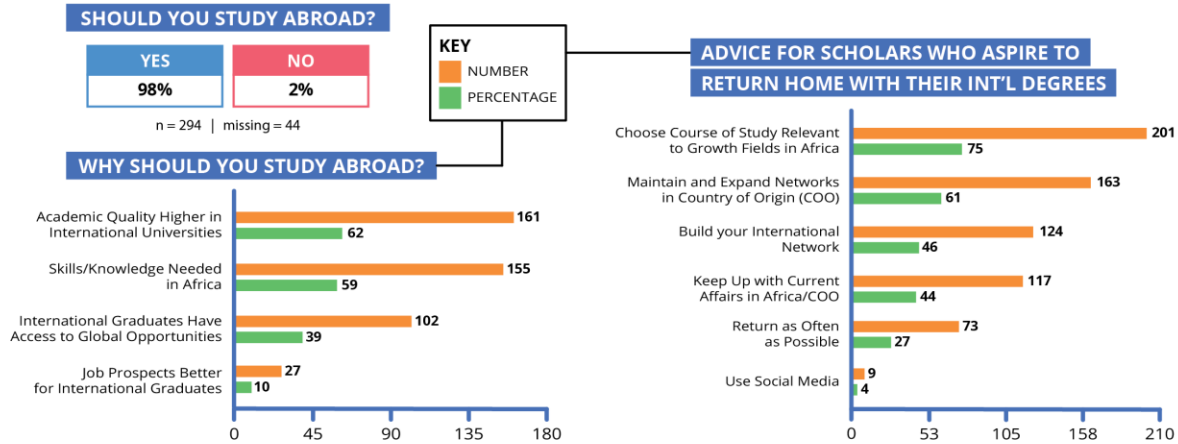 SHOULD YOU STUDY ABROAD?
YES
NO
98%
2%
n = 294 | missing = 44
KEY
NUMBER
PERCENTAGE
WHY SHOULD YOU STUDY ABROAD?
Academic Quality Higher in
International Universities
161
62
Skills/Knowledge Needed
in Africa
155
59
International Graduates Have
Access to Global Opportunities
102
39
Job Prospects Better
for International Graduates
27
10
0 45 90 135 180
ADVICE FOR SCHOLARS WHO ASPIRE TO
RETURN HOME WITH THEIR INT'L DEGREES
Choose Course of Study Relevant
to Growth Fields in Africa
201
75
Maintain and Expand Networks
in Country of Origin (COO)
163
61
Build your International
Network
124
46
Keep Up with Current
Affairs in Africa/COO
117
44
Return as Often
as Possible
73
27
Use Social Media
9
4
0 53 105 158 210